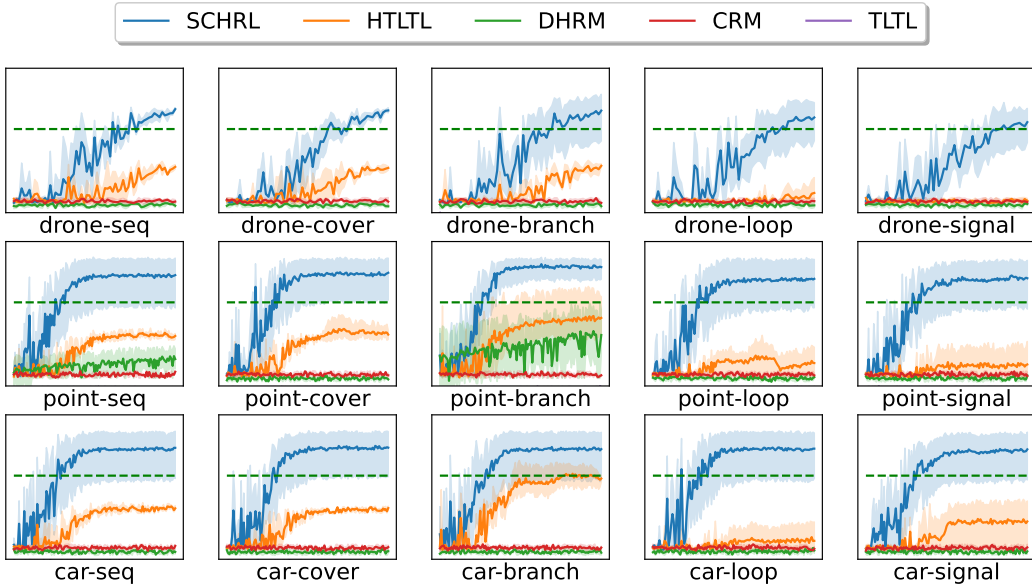 SCHRL HTLTL DHRM CRM TLTL
drone-seq drone-cover drone-branch drone-loop drone-signal
point-seq point-cover point-branch point-loop point-signal
car-seq car-cover car-branch car-loop car-signal